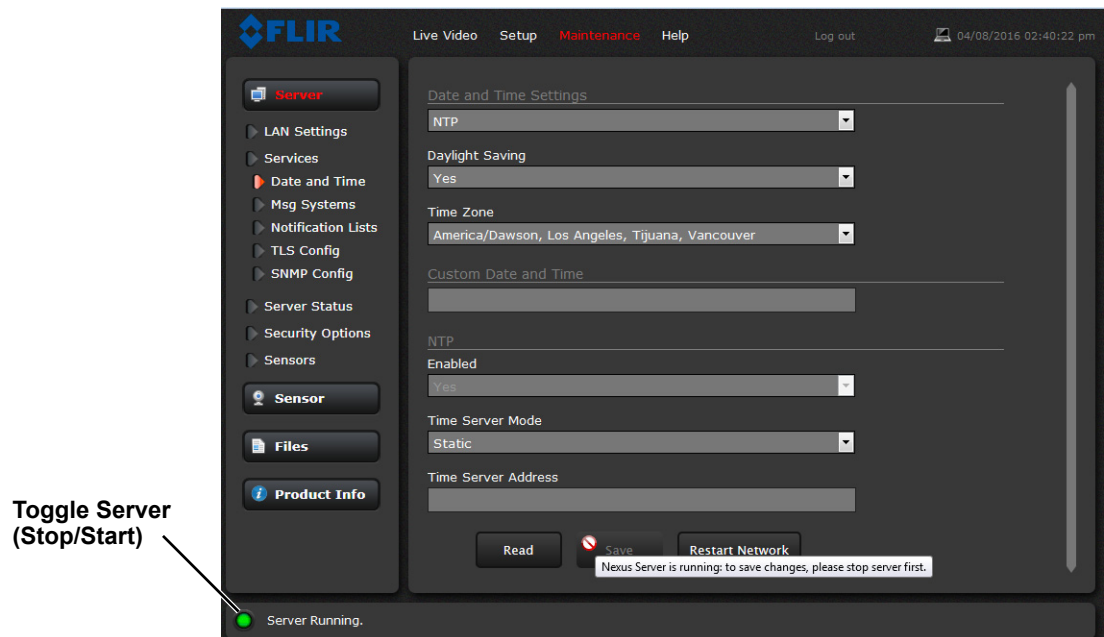 FLIR
Live Video Setup Maintenance Help Log out 04/08/2016 02:40:22 pm
Server
LAN Settings
Services
Date and Time
Msg Systems
Notification Lists
TLS Config
SNMP Config
Server Status
Security Options
Sensors
Sensor
Files
Product Info
Date and Time Settings
NTP
Daylight Saving
Yes
Time Zone
America/Dawson, Los Angeles, Tijuana, Vancouver
Custom Date and Time
NTP
Enabled
Yes
Time Server Mode
Static
Time Server Address
Read Save Restart Network
Nexus Server is running: to save changes, please stop server first.
Toggle Server
(Stop/Start)
Server Running.